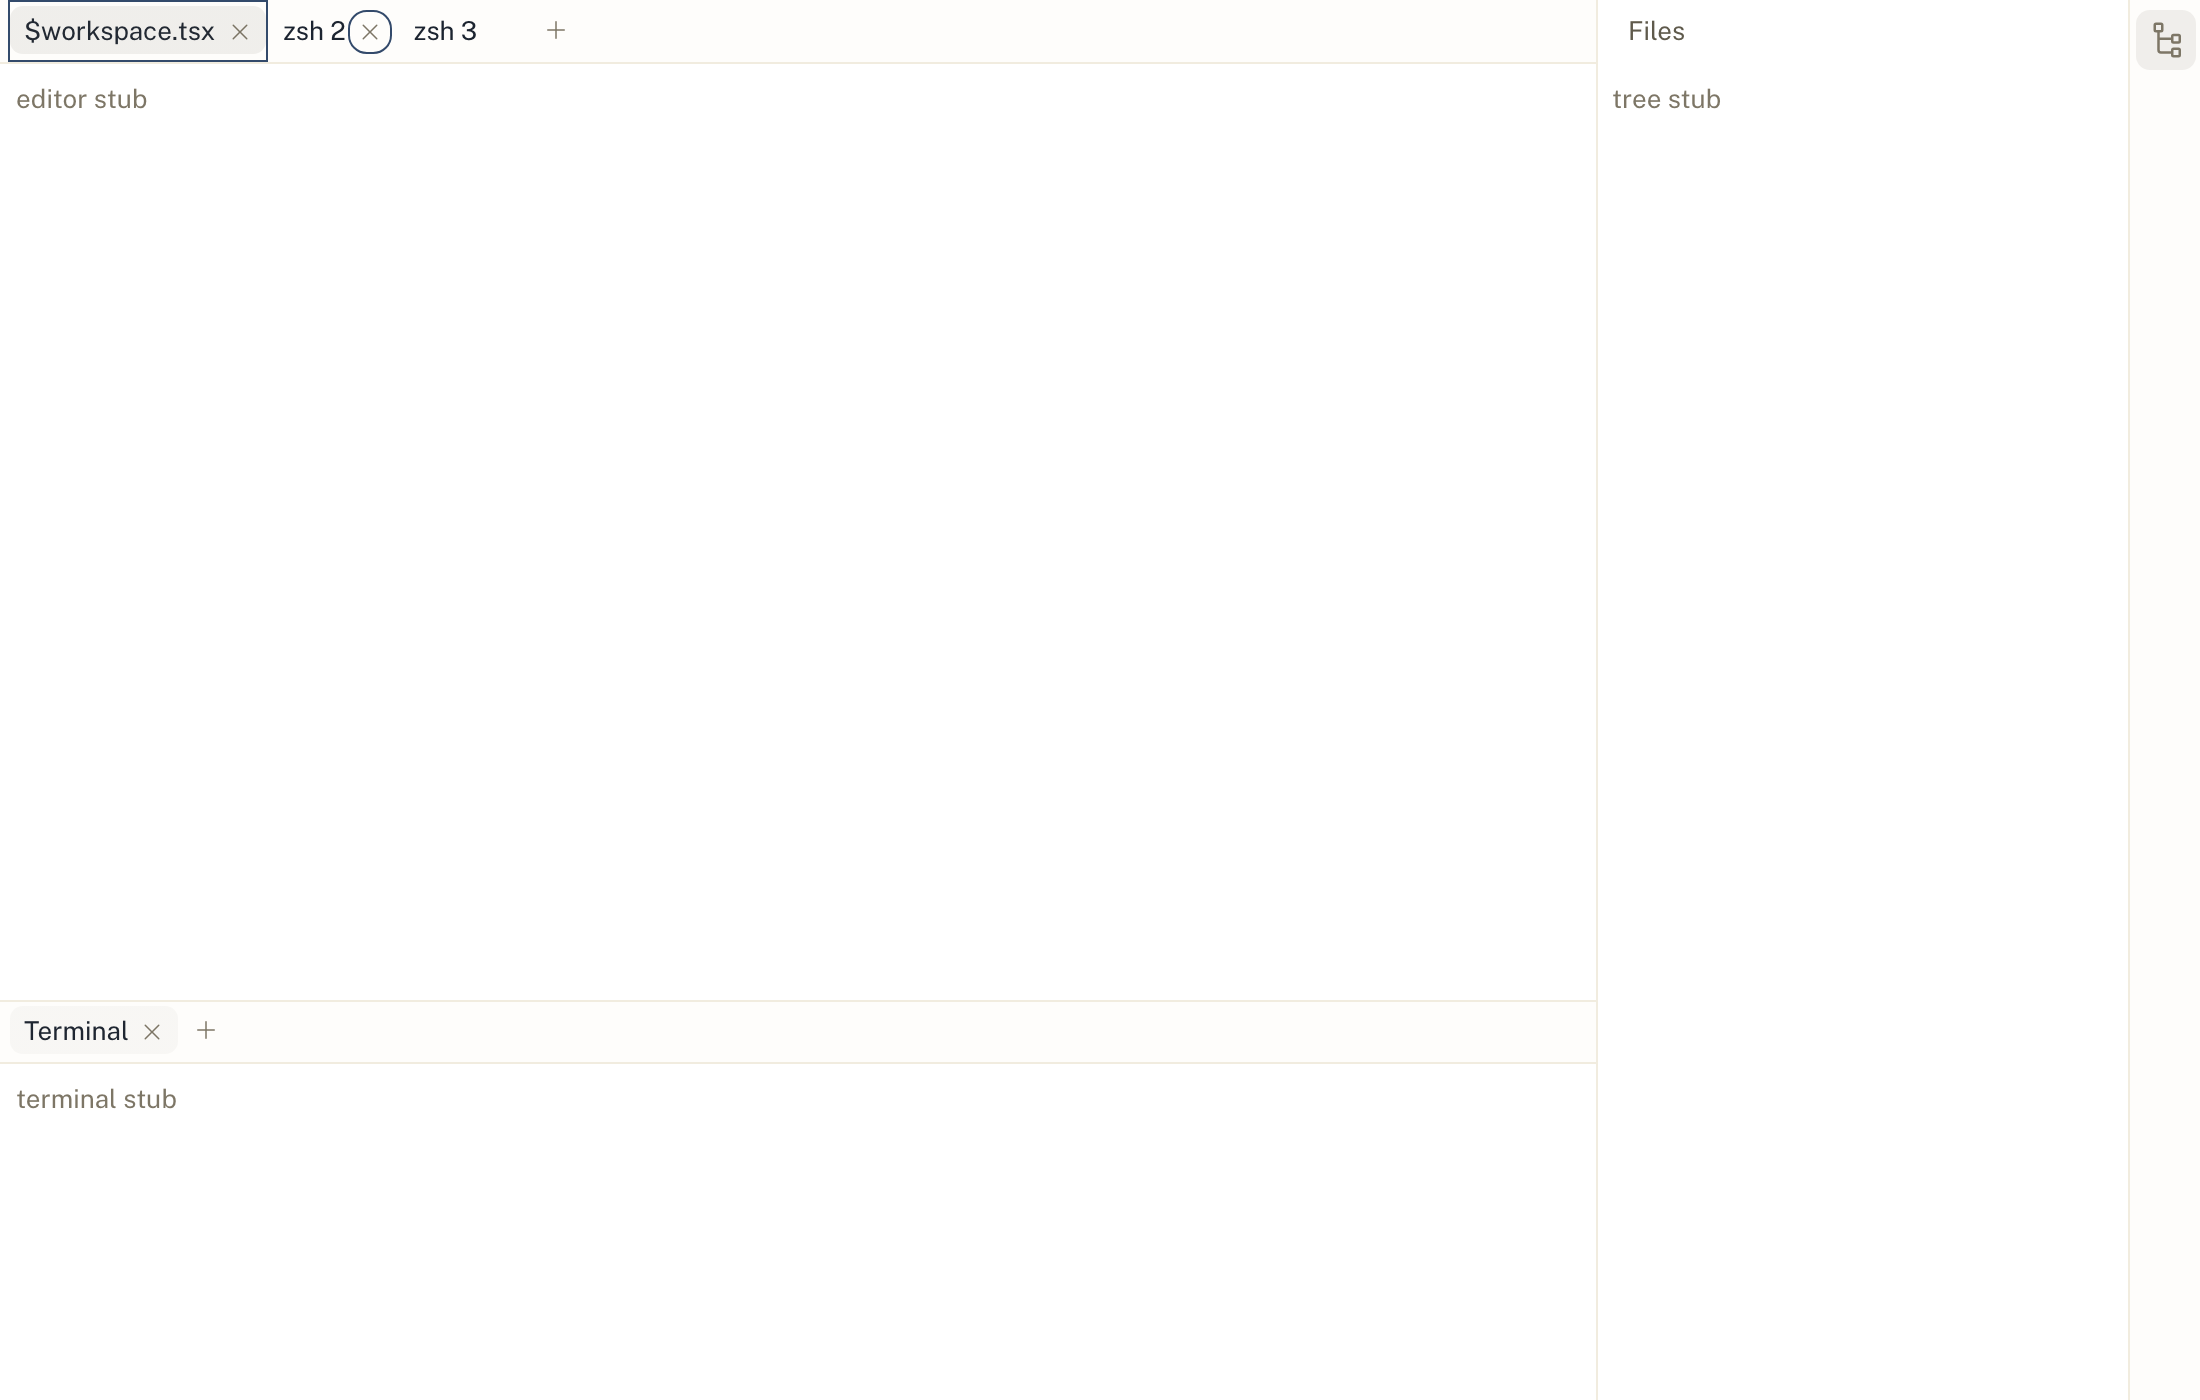 $workspace.tsx zsh 2 zsh 3
editor stub
Terminal
terminal stub
Files
tree stub